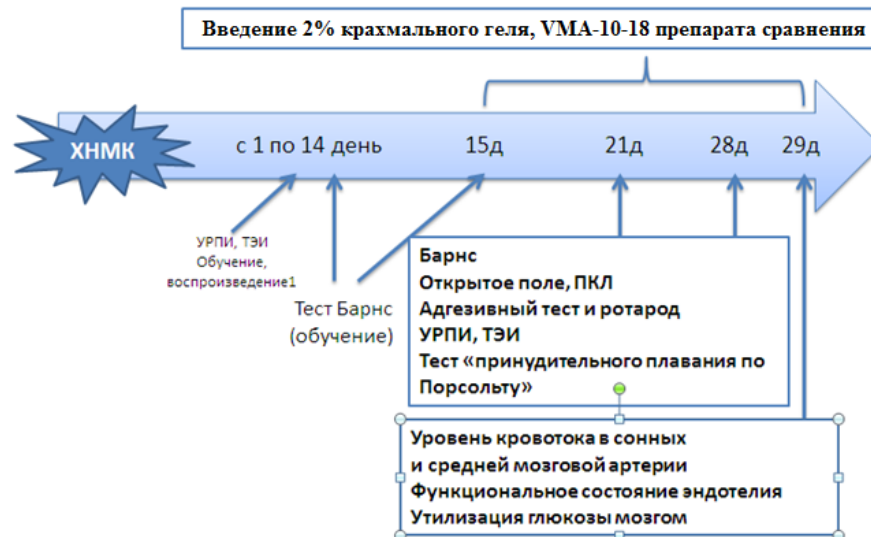 Введение 2% крахмального геля, VMA-10-18 препарата сравнения
ХНМК
с 1 по 14 день
15д
21д
28д
29д
УРПИ, ТЭИ
Обучение,
воспроизведение1
Тест Барнс
(обучение)
Барнс
Открытое поле, ПКЛ
Адгезивный тест и ротарод
УРПИ, ТЭИ
Тест «принудительного плавания по
Порсольту»
Уровень кровотока в сонных
и средней мозговой артерии
Функциональное состояние эндотелия
Утилизация глюкозы мозгом